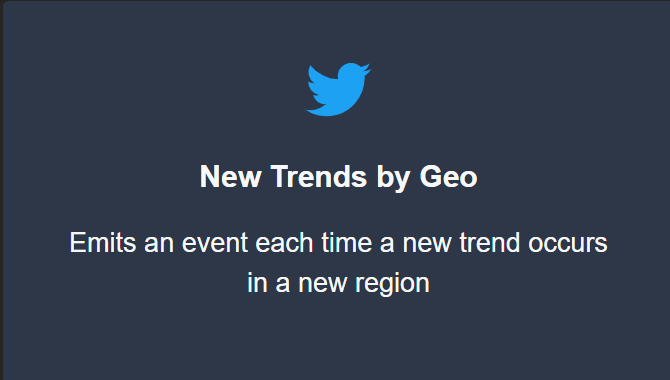 New Trends by Geo
Emits an event each time a new trend occurs
in a new region